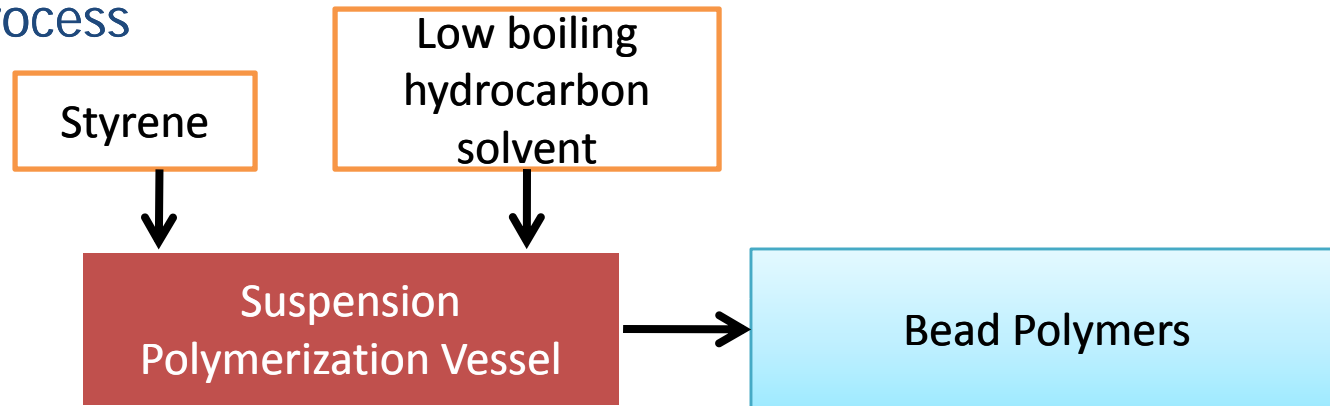 ocess
Styrene
Low boiling
hydrocarbon
solvent
Suspension
Polymerization Vessel
Bead Polymers